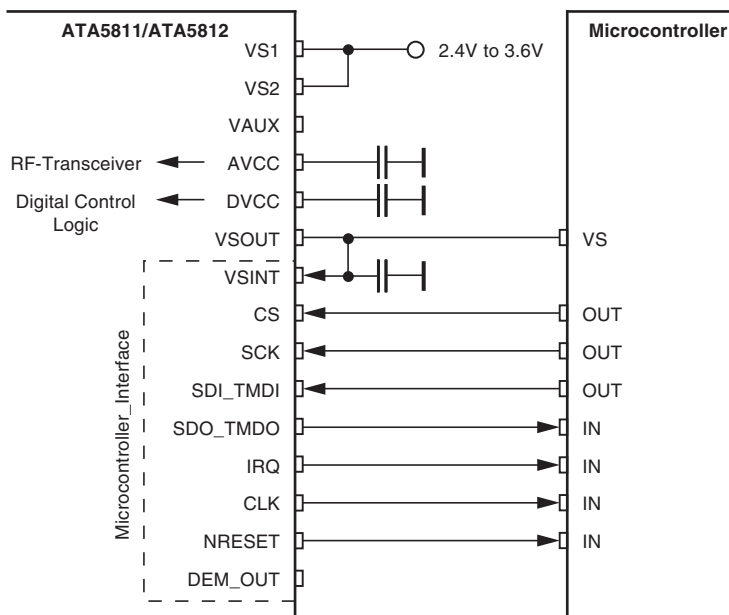 ATA5811/ATA5812
Microcontroller
VS1
2.4V to 3.6V
VS2
VAUX
RF-Transceiver
AVCC
Digital Control
Logic
DVCC
VSOUT
VS
VSINT
CS
OUT
SCK
OUT
SDI_TMDI
OUT
SDO_TMDO
IN
IRQ
IN
CLK
IN
NRESET
IN
DEM_OUT
Microcontroller_Interface